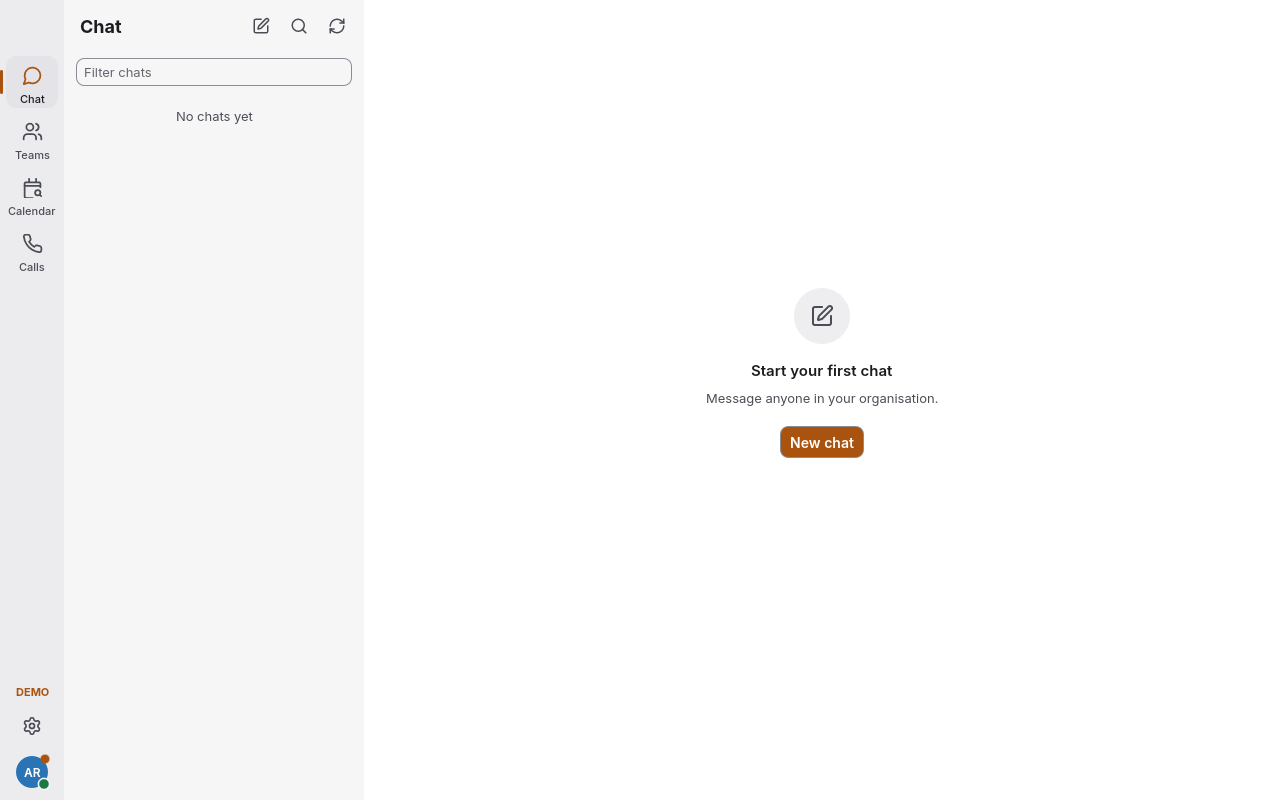 Chat
Filter chats
No chats yet
Chat
Teams
Calendar
Calls
DEMO
AR
Start your first chat
Message anyone in your organisation.
New chat